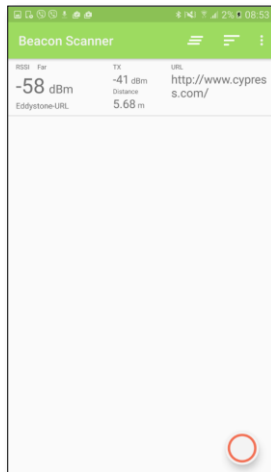 2% 08:53
Beacon Scanner
RSSI Far
-58 dBm
Eddystone-URL
TX
-41 dBm
Distance
5.68 m
URL
http://www.cypres
s.com/